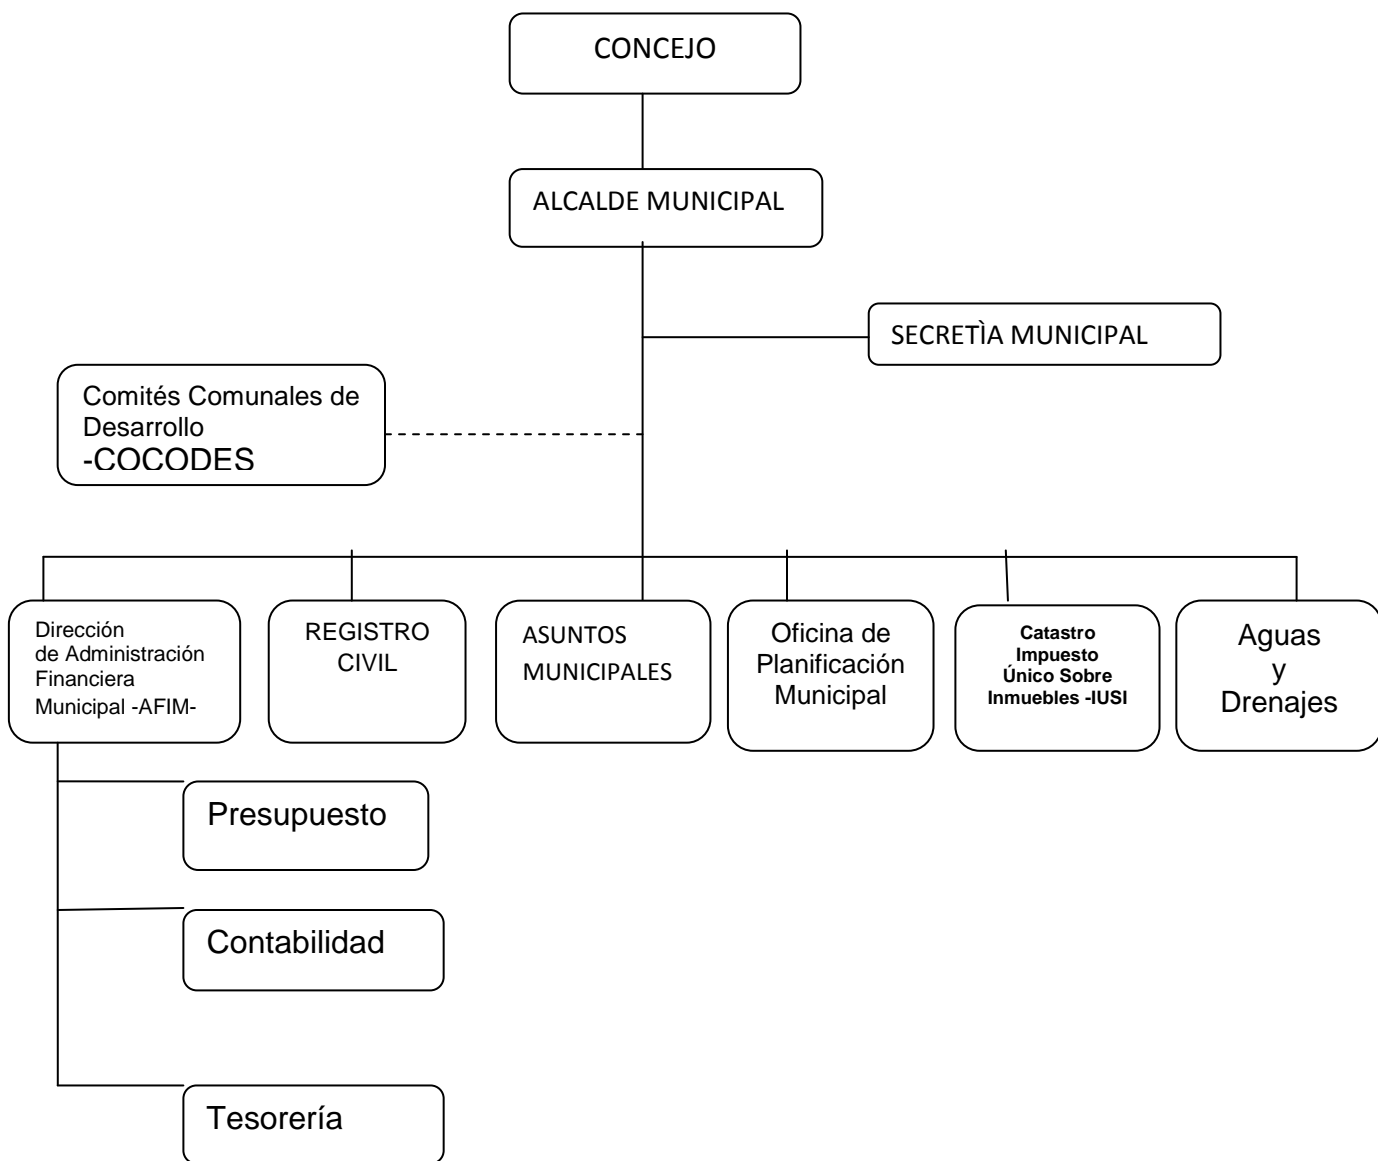 CONCEJO
ALCALDE MUNICIPAL
SECRETÌA MUNICIPAL
Comités Comunales de
Desarrollo
-COCODES
Dirección
de Administración
Financiera
Municipal -AFIM-
REGISTRO
CIVIL
ASUNTOS
MUNICIPALES
Oficina de
Planificación
Municipal
Catastro
Impuesto
Único Sobre
Inmuebles -IUSI
Aguas
y
Drenajes
Presupuesto
Contabilidad
Tesorería